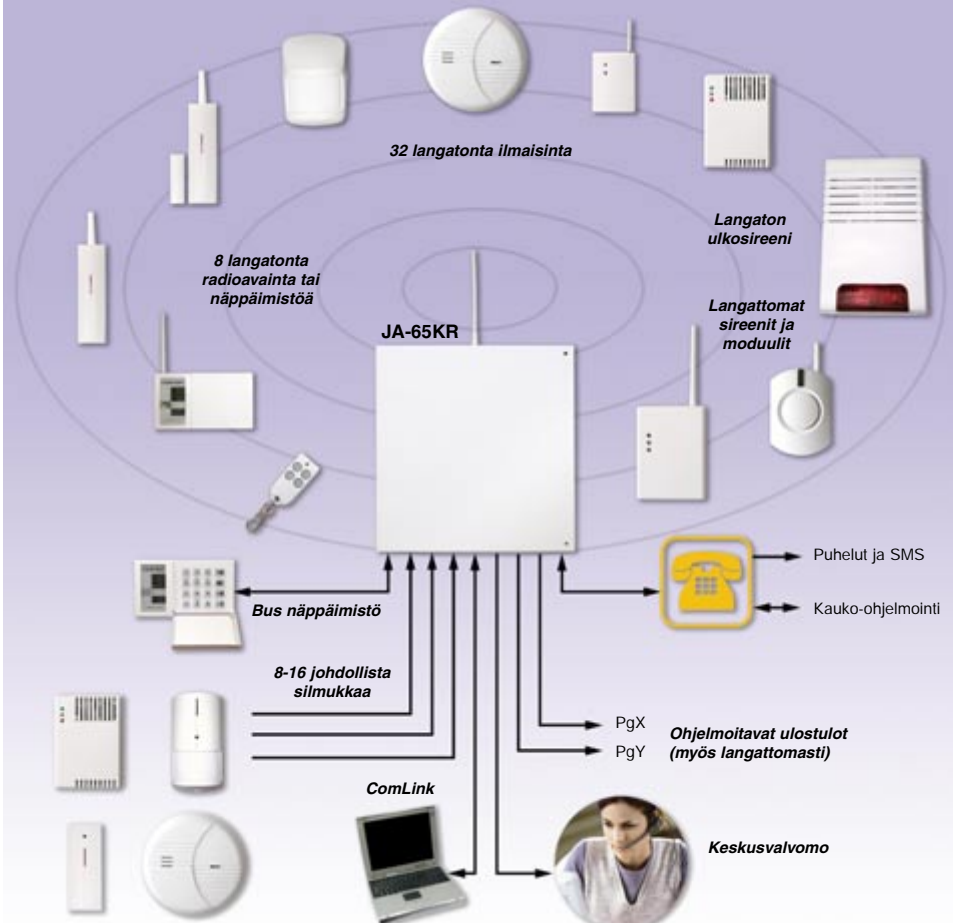 32 langatonta ilmaisinta
Langaton
ulkosireeni
8 langatonta
radioavainta tai
näppäimistöä
Langattomat
sireenit ja
moduulit
JA-65KR
Puhelut ja SMS
Kauko-ohjelmointi
Bus näppäimistö
8-16 johdollista
silmukkaa
PgX
PgY
Ohjelmoitavat ulostulot
(myös langattomasti)
ComLink
Keskusvalvomo